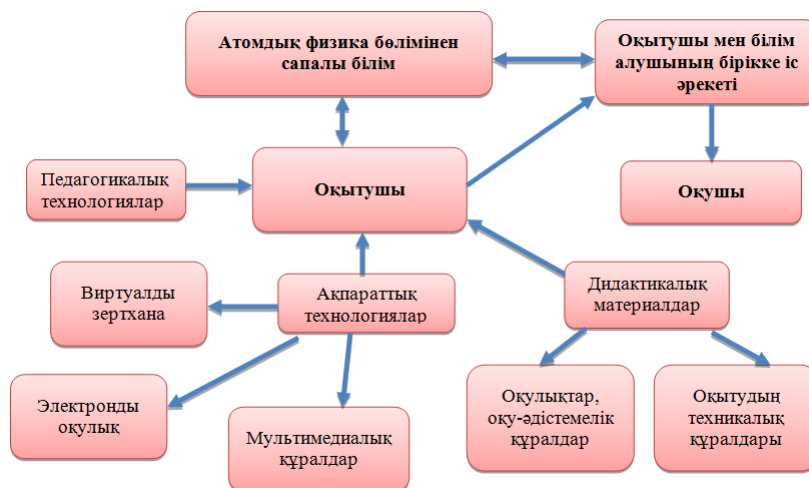 Атомдық физика бөлімінен
сапалы білім
Оқытушы мен білім
алушының бірікке іс
әрекеті
Педагогикалық
технологиялар
Оқытушы
Оқушы
Виртуалды
зертхана
Ақпараттық
технологиялар
Дидактикалық
материалдар
Электронды
оқулық
Мультимедиалық
құралдар
Оқулықтар,
оқу-әдістемелік
құралдар
Оқытудың
техникалық
құралдары